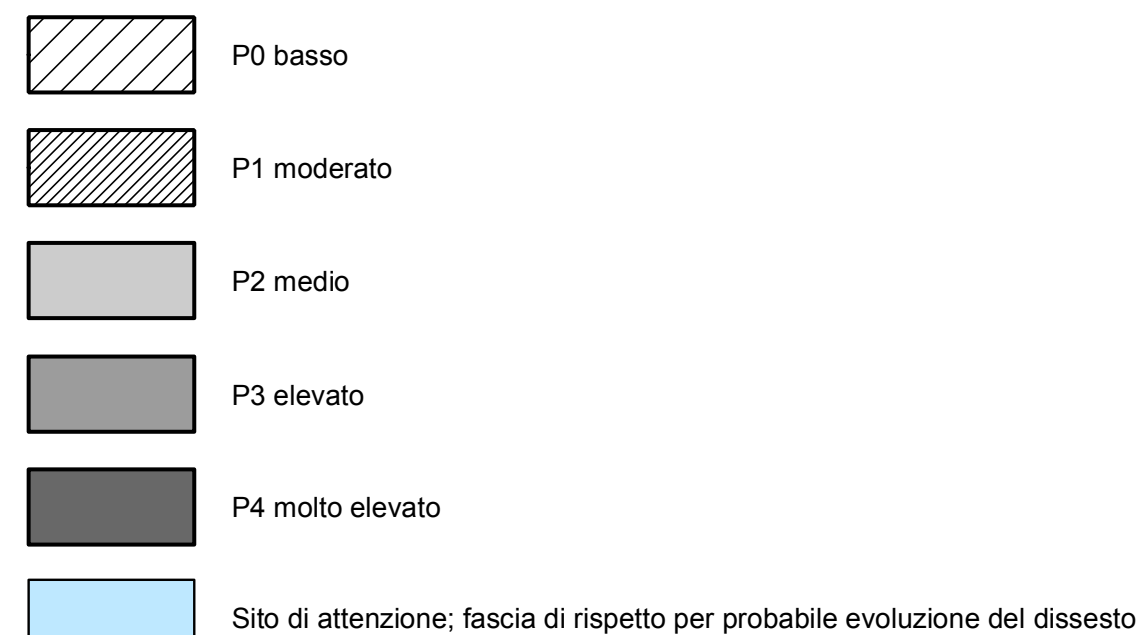 P0 basso
P1 moderato
P2 medio
P3 elevato
P4 molto elevato
Sito di attenzione; fascia di rispetto per probabile evoluzione del dissesto